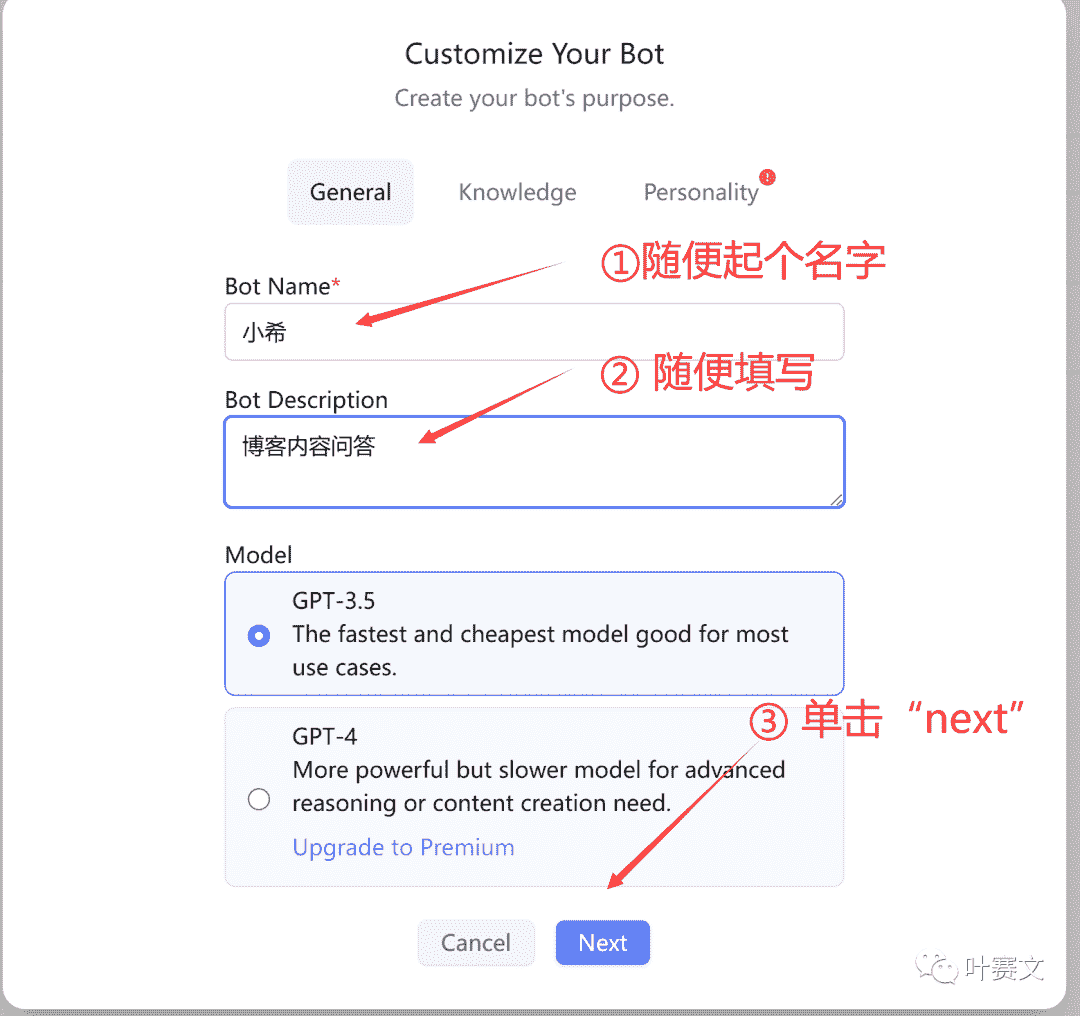 Customize Your Bot
Create your bot's purpose.
General
Knowledge
Personality
①随便起个名字
Bot Name*
小希
② 随便填写
Bot Description
博客内容问答
Model
GPT-3.5
The fastest and cheapest model good for most
use cases.
③ 单击 “next”
GPT-4
More powerful but slower model for advanced
reasoning or content creation need.
Upgrade to Premium
Cancel
Next
叶赛文